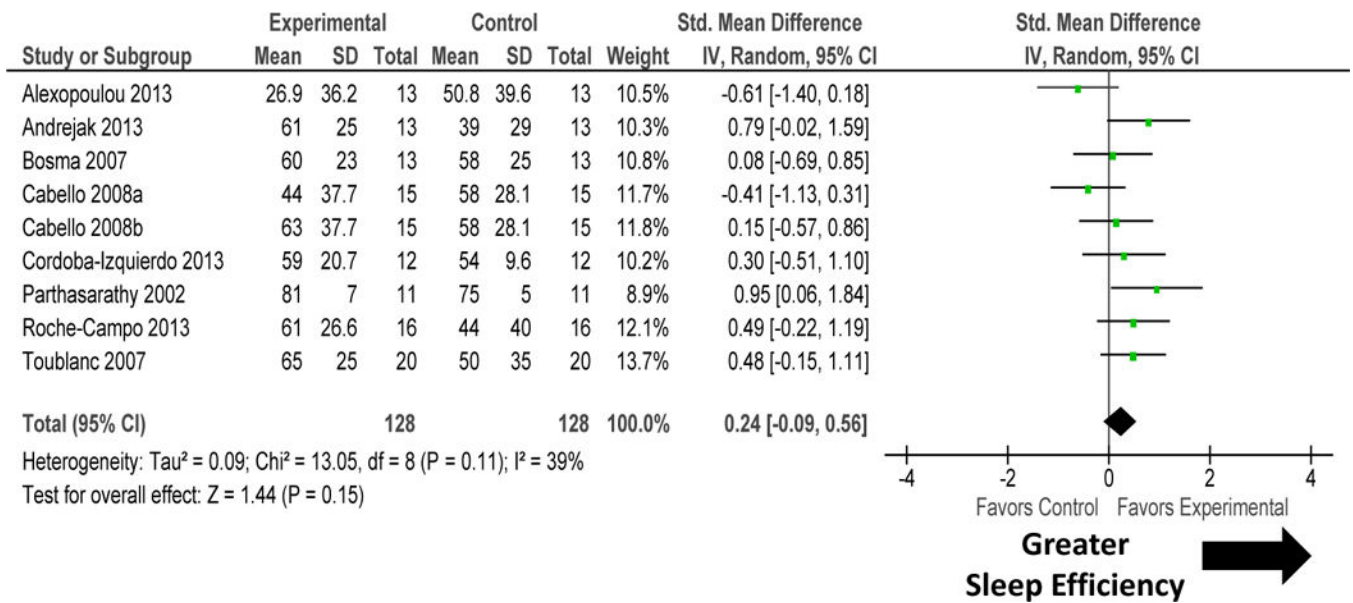 Experimental Control Std. Mean Difference Std. Mean Difference
Study or Subgroup Mean SD Total Mean SD Total Weight IV, Random, 95% CI IV, Random, 95% CI
Alexopoulou 2013 26.9 36.2 13 50.8 39.6 13 10.5% -0.61 [-1.40, 0.18]
Andrejak 2013 61 25 13 39 29 13 10.3% 0.79 [-0.02, 1.59]
Bosma 2007 60 23 13 58 25 13 10.8% 0.08 [-0.69, 0.85]
Cabello 2008a 44 37.7 15 58 28.1 15 11.7% -0.41 [-1.13, 0.31]
Cabello 2008b 63 37.7 15 58 28.1 15 11.8% 0.15 [-0.57, 0.86]
Cordoba-Izquierdo 2013 59 20.7 12 54 9.6 12 10.2% 0.30 [-0.51, 1.10]
Parthasarathy 2002 81 7 11 75 5 11 8.9% 0.95 [0.06, 1.84]
Roche-Campo 2013 61 26.6 16 44 40 16 12.1% 0.49 [-0.22, 1.19]
Toublanc 2007 65 25 20 50 35 20 13.7% 0.48 [-0.15, 1.11]
Total (95% CI) 128 128 100.0% 0.24 [-0.09, 0.56]
Heterogeneity: Tau² = 0.09; Chi² = 13.05, df = 8 (P = 0.11); I² = 39%
Test for overall effect: Z = 1.44 (P = 0.15)
-4 -2 0 2 4
Favors Control Favors Experimental
Greater
Sleep Efficiency